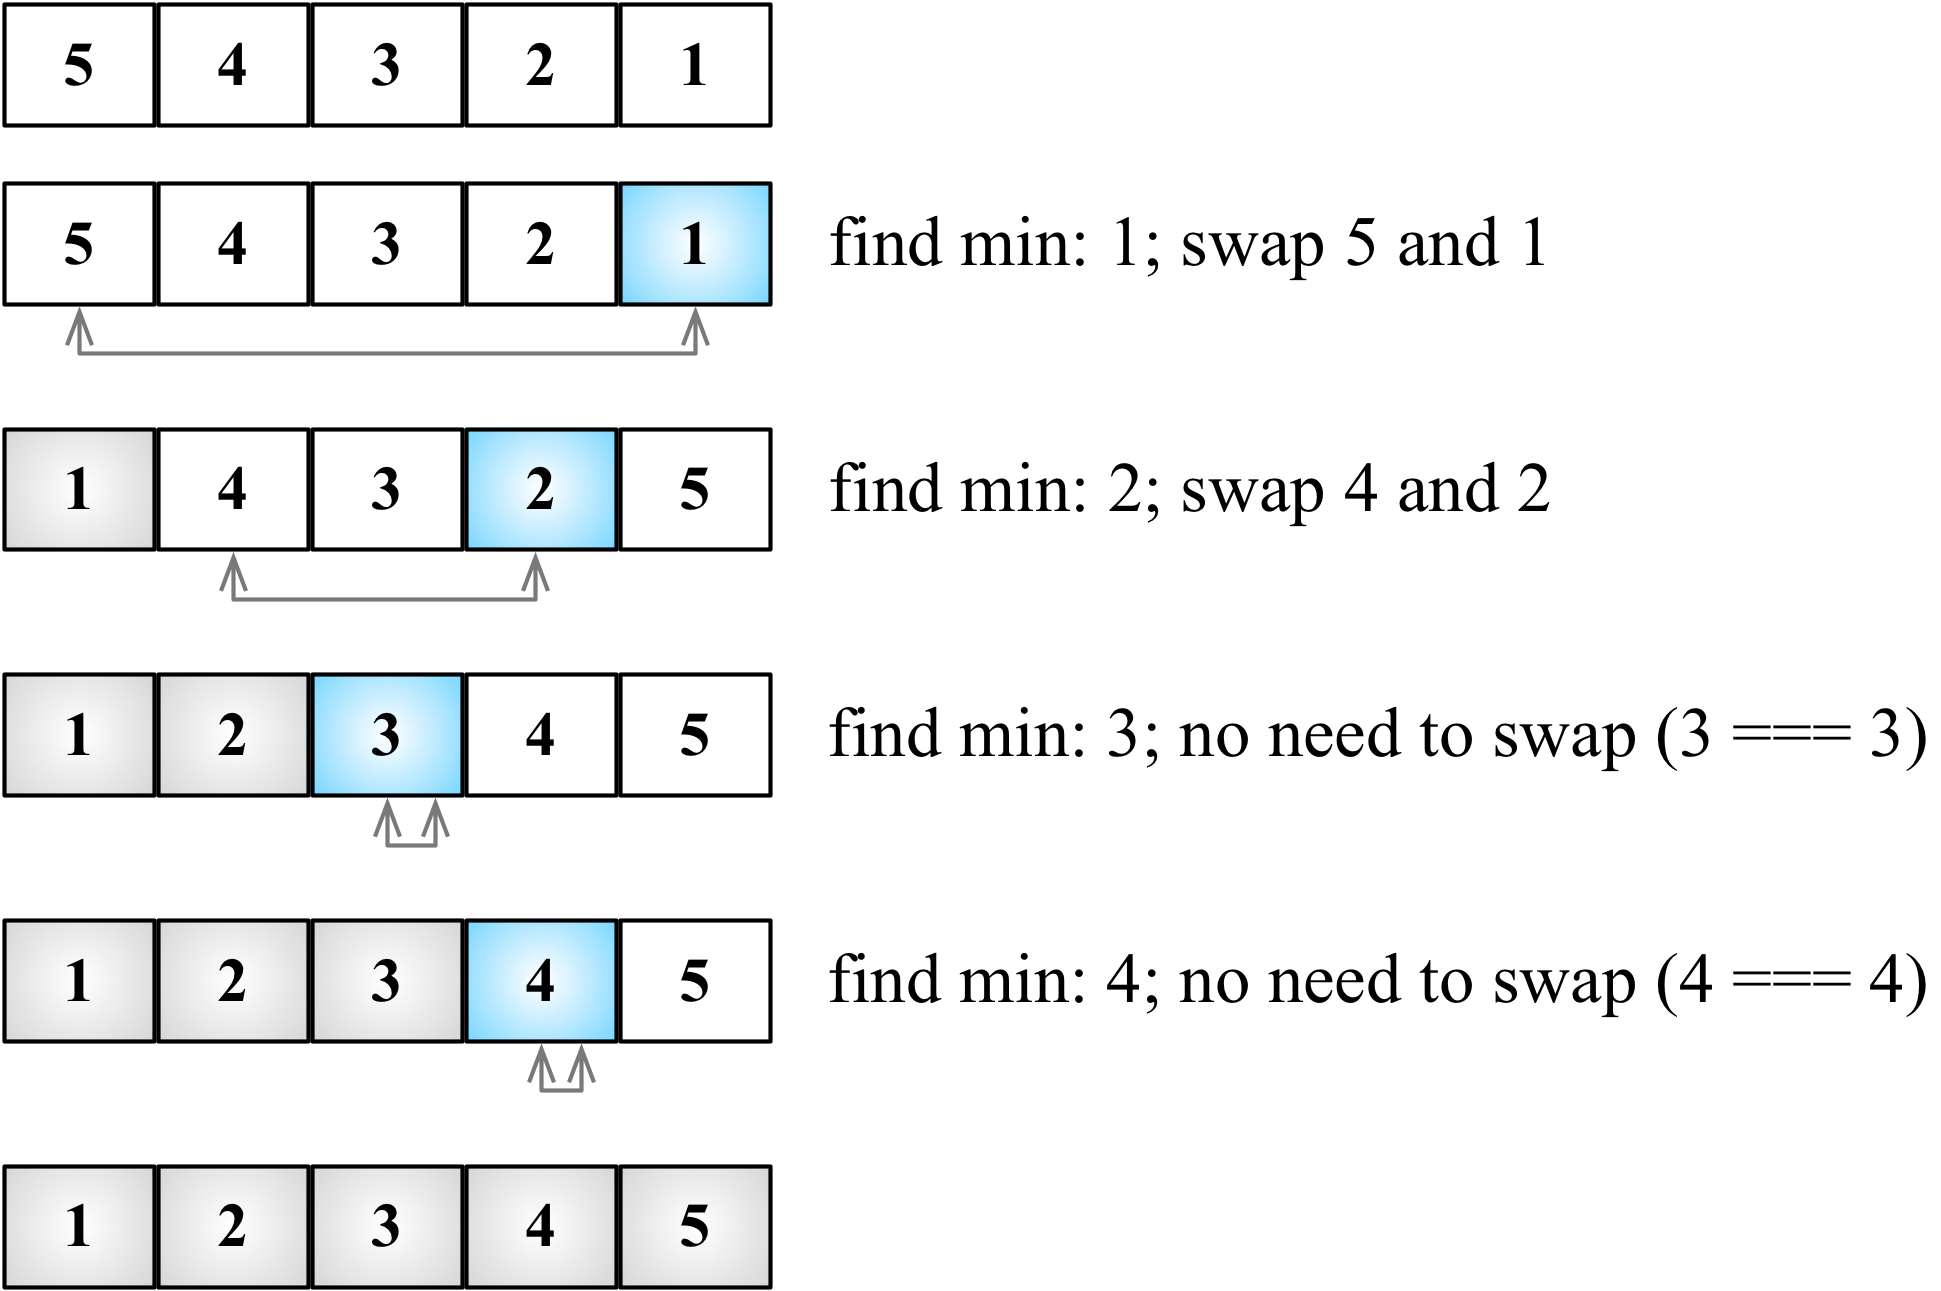 5 4 3 2 1
5 4 3 2 1 find min: 1; swap 5 and 1
1 4 3 2 5 find min: 2; swap 4 and 2
1 2 3 4 5 find min: 3; no need to swap (3 === 3)
1 2 3 4 5 find min: 4; no need to swap (4 === 4)
1 2 3 4 5